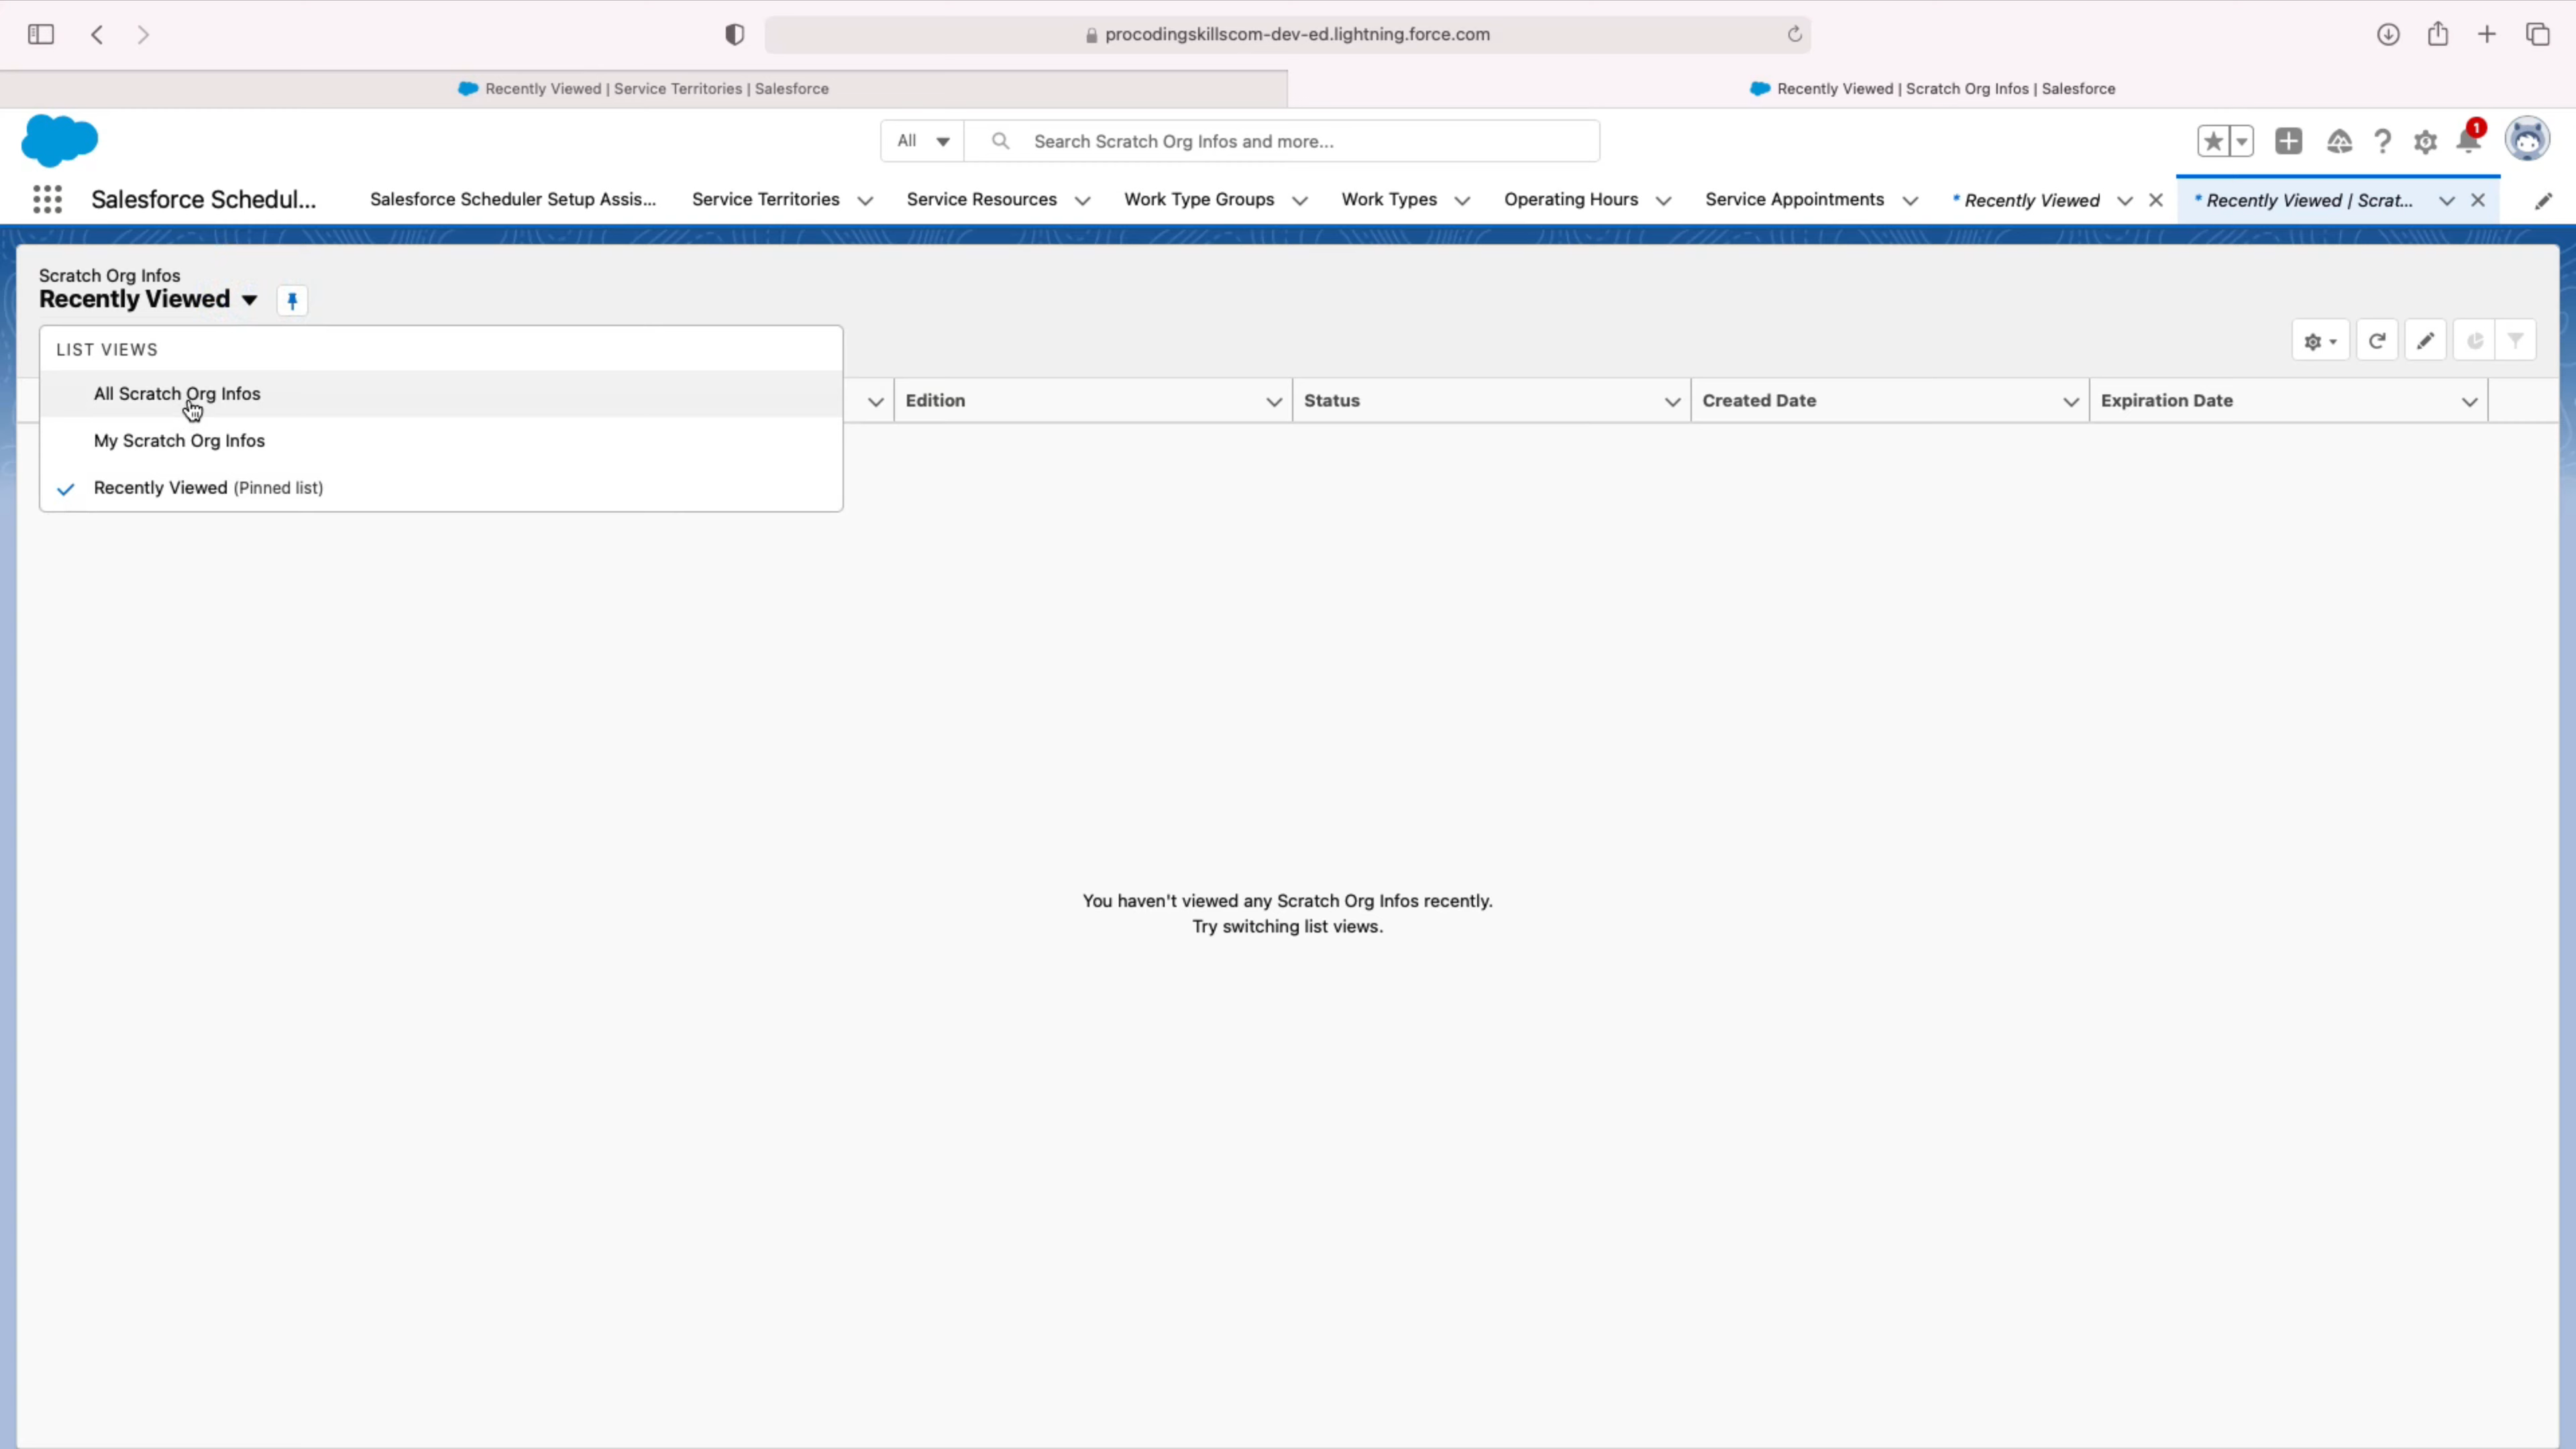 procodingskillscom-dev-ed.lightning.force.com
Recently Viewed | Service Territories | Salesforce
Recently Viewed | Scratch Org Infos | Salesforce
All
Search Scratch Org Infos and more...
1
Salesforce Schedul...
Salesforce Scheduler Setup Assis...
Service Territories
Service Resources
Work Type Groups
Work Types
Operating Hours
Service Appointments
* Recently Viewed
* Recently Viewed | Scrat...
Scratch Org Infos
Recently Viewed
LIST VIEWS
All Scratch Org Infos
My Scratch Org Infos
Recently Viewed (Pinned list)
Edition
Status
Created Date
Expiration Date
You haven't viewed any Scratch Org Infos recently.
Try switching list views.